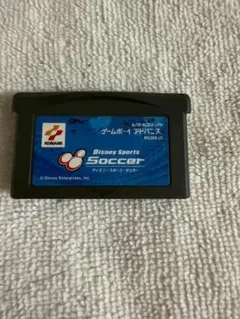 KONAMI
ゲームボーイ アドバンス
Disney Sports
Soccer
ディズニースポーツ:サッカー
© Disney Enterprises, Inc.